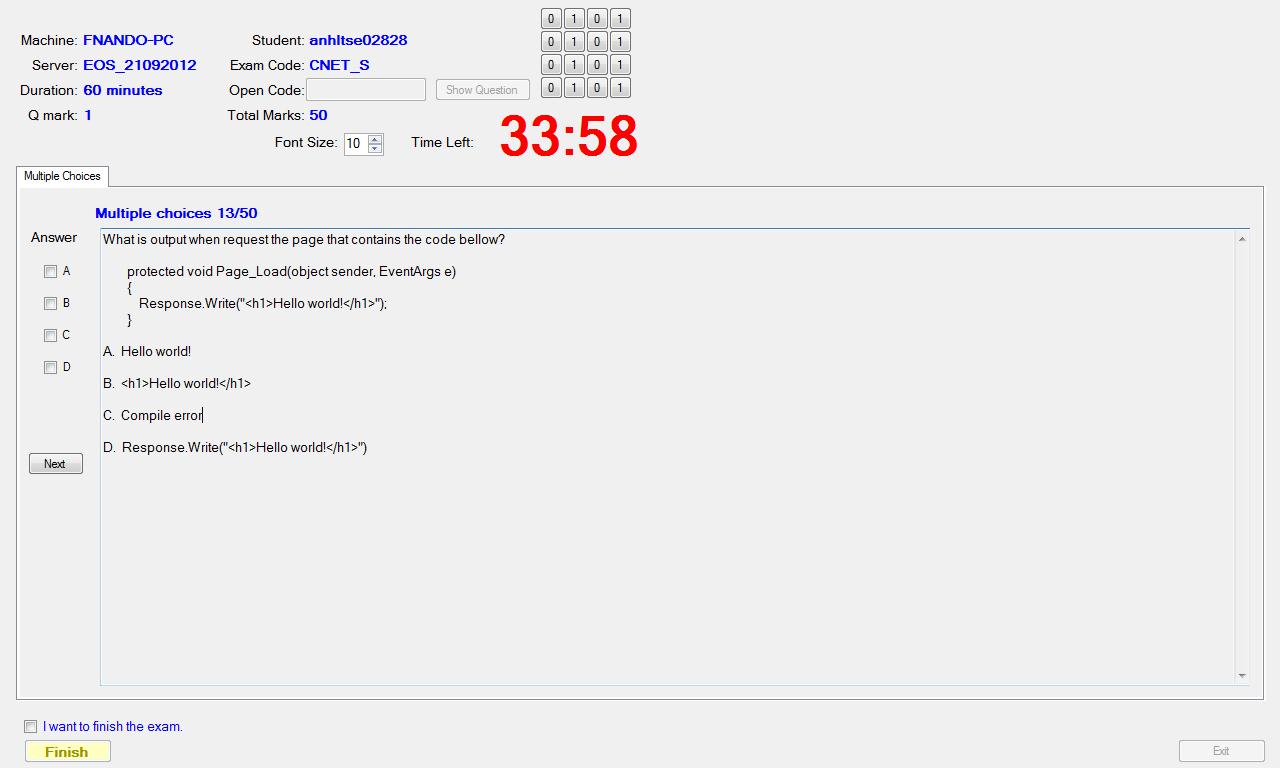 Machine: FNANDO-PC
Student: anhltse02828
Server: EOS_21092012
Exam Code: CNET_S
Duration: 60 minutes
Open Code:
Show Question
Q mark: 1
Total Marks: 50
0 1 0 1
0 1 0 1
0 1 0 1
0 1 0 1
Font Size: 10
Time Left: 33:58
Multiple Choices
Multiple choices 13/50
Answer
A
B
C
D
Next
What is output when request the page that contains the code bellow?
protected void Page_Load(object sender, EventArgs e)
{
Response.Write("<h1>Hello world!</h1>");
}
A. Hello world!
B. <h1>Hello world!</h1>
C. Compile error
D. Response.Write("<h1>Hello world!</h1>")
I want to finish the exam.
Finish
Exit